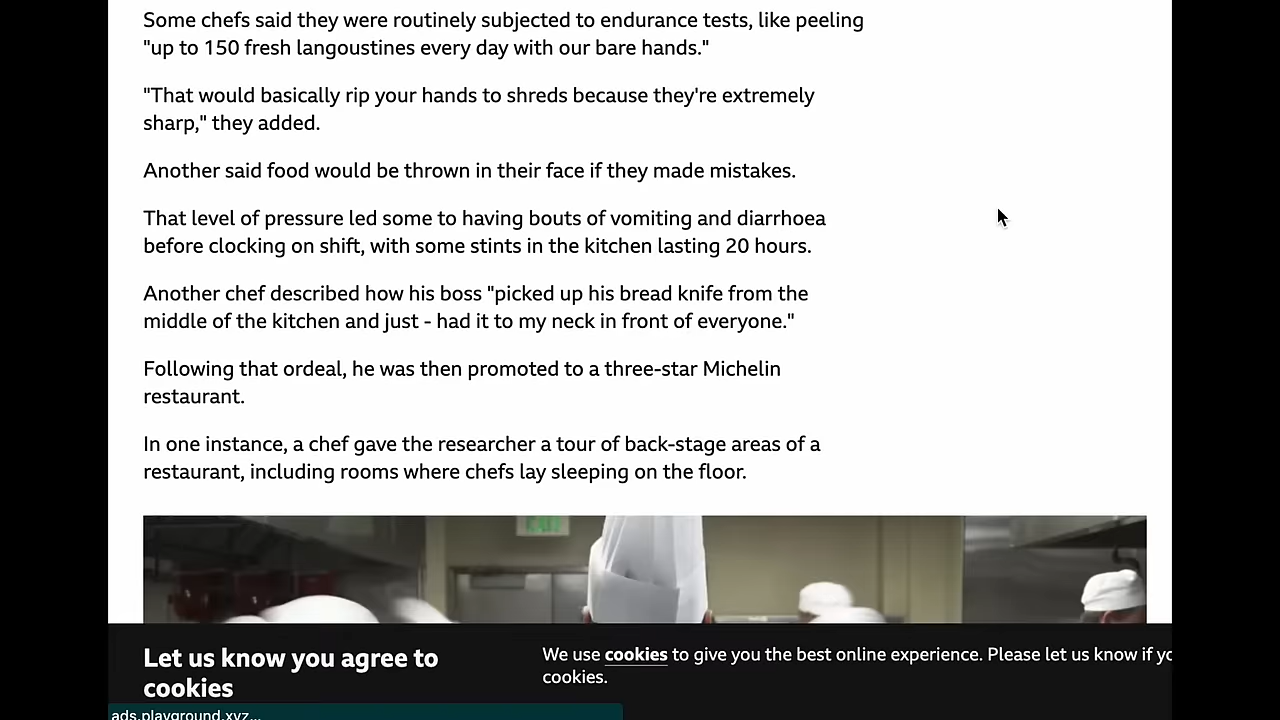 Some chefs said they were routinely subjected to endurance tests, like peeling
"up to 150 fresh langoustines every day with our bare hands."
"That would basically rip your hands to shreds because they're extremely
sharp," they added.
Another said food would be thrown in their face if they made mistakes.
That level of pressure led some to having bouts of vomiting and diarrhoea
before clocking on shift, with some stints in the kitchen lasting 20 hours.
Another chef described how his boss "picked up his bread knife from the
middle of the kitchen and just - had it to my neck in front of everyone."
Following that ordeal, he was then promoted to a three-star Michelin
restaurant.
In one instance, a chef gave the researcher a tour of back-stage areas of a
restaurant, including rooms where chefs lay sleeping on the floor.
EXIT
Let us know you agree to
cookies
We use cookies to give you the best online experience. Please let us know if yo
cookies.
ads.playground.xyz...